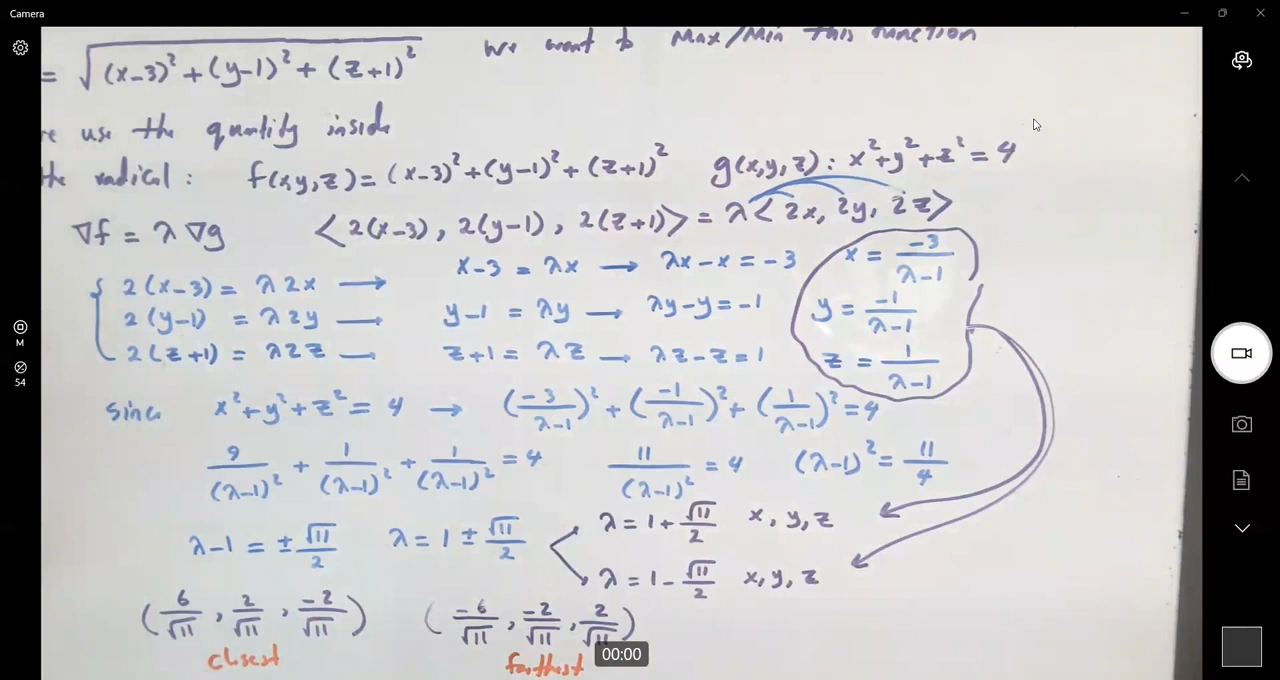 Camera
= √((x-3)² + (y-1)² + (z+1)²) we want to Max/Min this function
re use the quantity inside
the radical: f(x,y,z) = (x-3)² + (y-1)² + (z+1)² g(x,y,z): x²+y²+z² = 4
∇f = λ ∇g <2(x-3), 2(y-1), 2(z+1)> = λ<2x, 2y, 2z>
2(x-3) = λ2x → x-3 = λx → λx-x = -3 x = -3/(λ-1)
2(y-1) = λ2y → y-1 = λy → λy-y = -1 y = -1/(λ-1)
2(z+1) = λ2z → z+1 = λz → λz-z = 1 z = 1/(λ-1)
since x²+y²+z² = 4 → (-3/(λ-1))² + (-1/(λ-1))² + (1/(λ-1))² = 4
9/(λ-1)² + 1/(λ-1)² + 1/(λ-1)² = 4 11/(λ-1)² = 4 (λ-1)² = 11/4
λ-1 = ± √11/2 λ = 1 ± √11/2 λ = 1 + √11/2 x, y, z
λ = 1 - √11/2 x, y, z
(6/√11, 2/√11, -2/√11) (-6/√11, -2/√11, 2/√11)
closest farthest
00:00
M
54